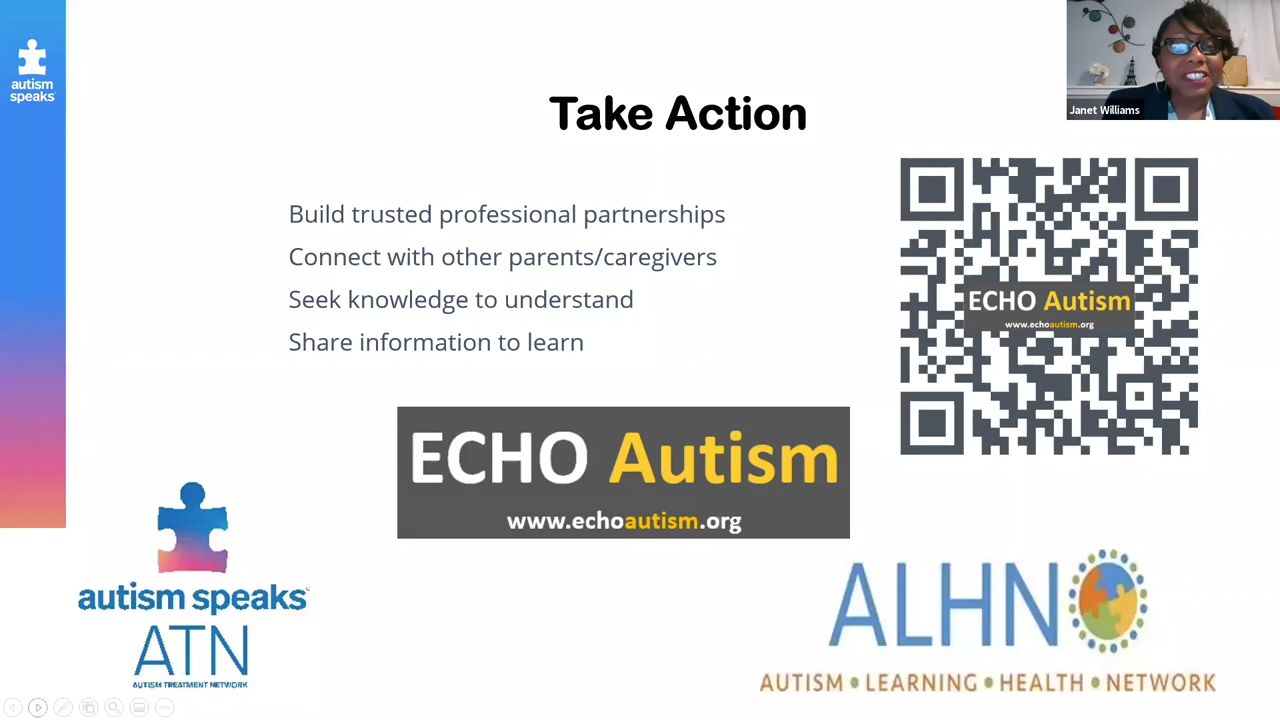 autism
speaks
Take Action
Janet Williams
Build trusted professional partnerships
Connect with other parents/caregivers
Seek knowledge to understand
Share information to learn
ECHO Autism
www.echoautism.org
ECHO Autism
www.echoautism.org
autism speaks
ATN
AUTISM TREATMENT NETWORK
ALHN
AUTISM • LEARNING • HEALTH • NETWORK